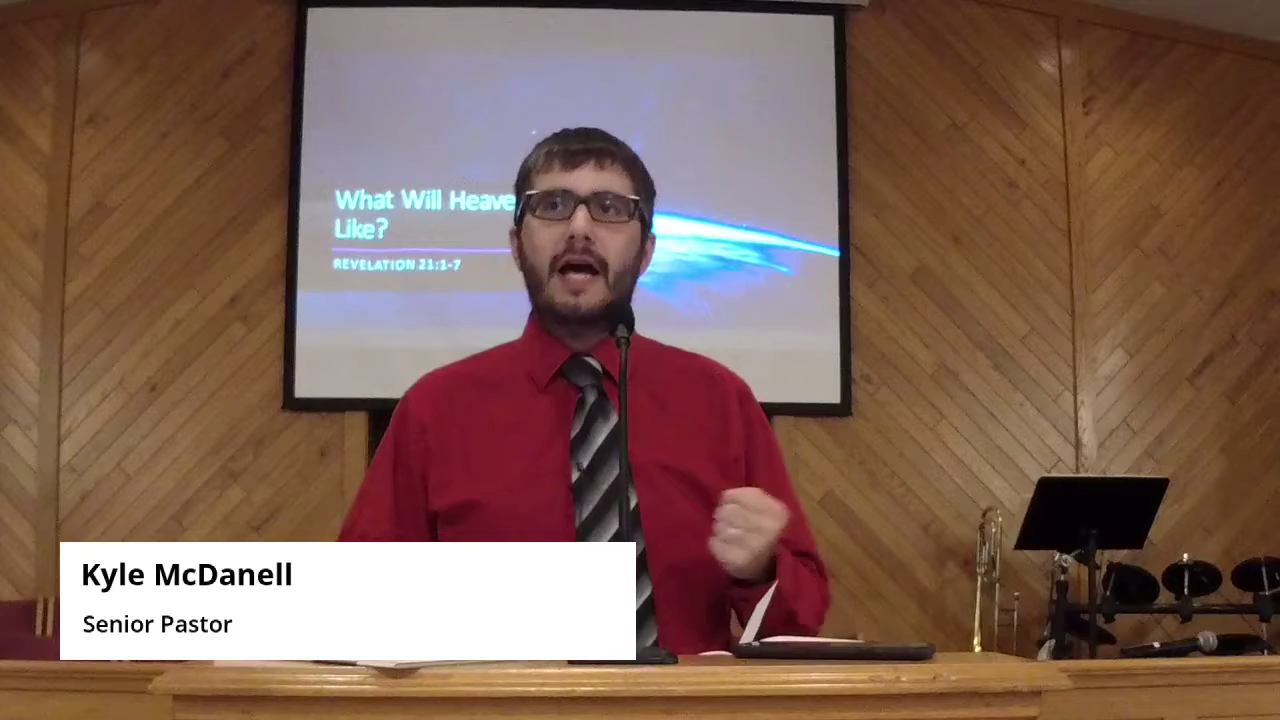 What Will Heave
Like?
REVELATION 21:1-7
Kyle McDanell
Senior Pastor